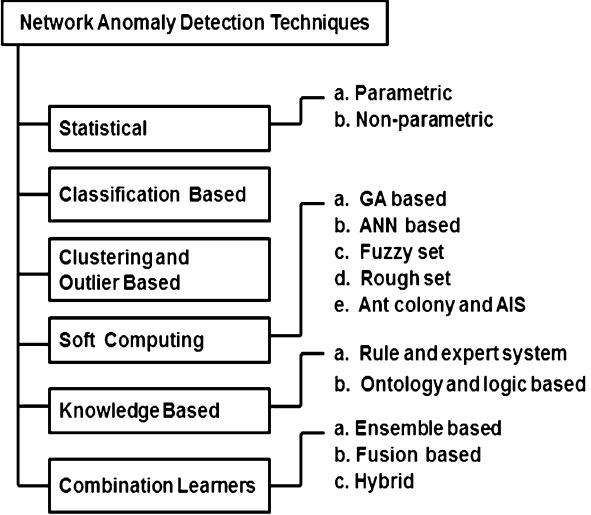 Network Anomaly Detection Techniques
Statistical
a. Parametric
b. Non-parametric
Classification Based
Clustering and
Outlier Based
Soft Computing
a. GA based
b. ANN based
c. Fuzzy set
d. Rough set
e. Ant colony and AIS
Knowledge Based
a. Rule and expert system
b. Ontology and logic based
Combination Learners
a. Ensemble based
b. Fusion based
c. Hybrid